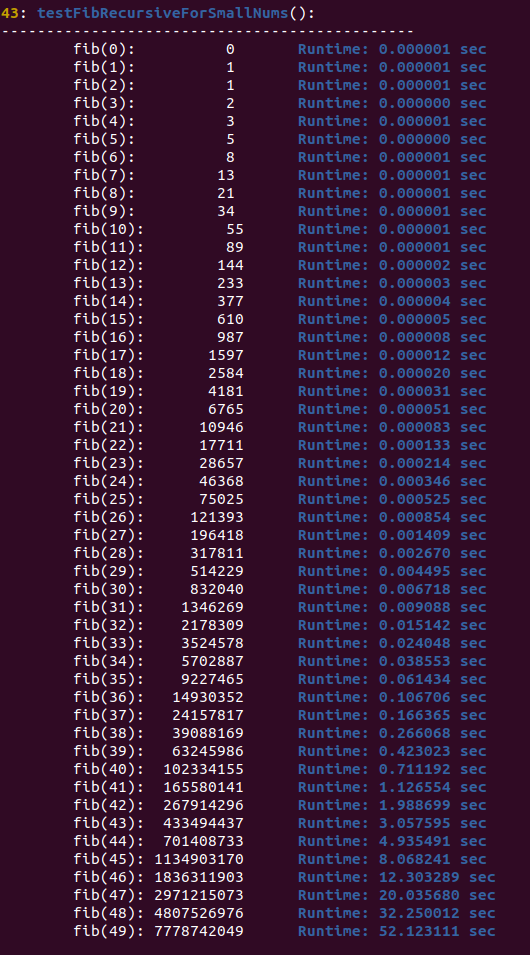 43: testFibRecursiveForSmallNums():
----------------------------------------------
fib(0): 0 Runtime: 0.000001 sec
fib(1): 1 Runtime: 0.000001 sec
fib(2): 1 Runtime: 0.000001 sec
fib(3): 2 Runtime: 0.000000 sec
fib(4): 3 Runtime: 0.000001 sec
fib(5): 5 Runtime: 0.000000 sec
fib(6): 8 Runtime: 0.000001 sec
fib(7): 13 Runtime: 0.000001 sec
fib(8): 21 Runtime: 0.000001 sec
fib(9): 34 Runtime: 0.000001 sec
fib(10): 55 Runtime: 0.000001 sec
fib(11): 89 Runtime: 0.000001 sec
fib(12): 144 Runtime: 0.000002 sec
fib(13): 233 Runtime: 0.000003 sec
fib(14): 377 Runtime: 0.000004 sec
fib(15): 610 Runtime: 0.000005 sec
fib(16): 987 Runtime: 0.000008 sec
fib(17): 1597 Runtime: 0.000012 sec
fib(18): 2584 Runtime: 0.000020 sec
fib(19): 4181 Runtime: 0.000031 sec
fib(20): 6765 Runtime: 0.000051 sec
fib(21): 10946 Runtime: 0.000083 sec
fib(22): 17711 Runtime: 0.000133 sec
fib(23): 28657 Runtime: 0.000214 sec
fib(24): 46368 Runtime: 0.000346 sec
fib(25): 75025 Runtime: 0.000525 sec
fib(26): 121393 Runtime: 0.000854 sec
fib(27): 196418 Runtime: 0.001409 sec
fib(28): 317811 Runtime: 0.002670 sec
fib(29): 514229 Runtime: 0.004495 sec
fib(30): 832040 Runtime: 0.006718 sec
fib(31): 1346269 Runtime: 0.009088 sec
fib(32): 2178309 Runtime: 0.015142 sec
fib(33): 3524578 Runtime: 0.024048 sec
fib(34): 5702887 Runtime: 0.038553 sec
fib(35): 9227465 Runtime: 0.061434 sec
fib(36): 14930352 Runtime: 0.106706 sec
fib(37): 24157817 Runtime: 0.166365 sec
fib(38): 39088169 Runtime: 0.266068 sec
fib(39): 63245986 Runtime: 0.423023 sec
fib(40): 102334155 Runtime: 0.711192 sec
fib(41): 165580141 Runtime: 1.126554 sec
fib(42): 267914296 Runtime: 1.988699 sec
fib(43): 433494437 Runtime: 3.057595 sec
fib(44): 701408733 Runtime: 4.935491 sec
fib(45): 1134903170 Runtime: 8.068241 sec
fib(46): 1836311903 Runtime: 12.303289 sec
fib(47): 2971215073 Runtime: 20.035680 sec
fib(48): 4807526976 Runtime: 32.250012 sec
fib(49): 7778742049 Runtime: 52.123111 sec